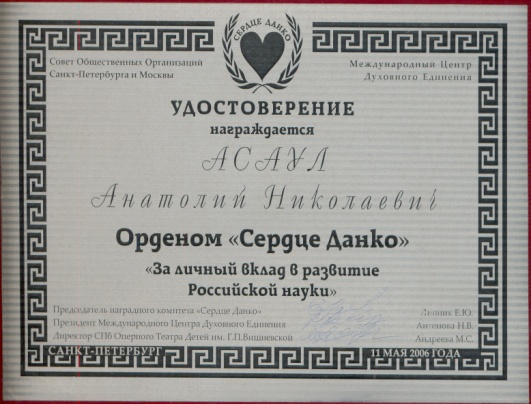 СЕРДЦЕ ДАНКО
Совет Общественных Организаций
Санкт-Петербурга и Москвы
Международный Центр
Духовного Единения
УДОСТОВЕРЕНИЕ
награждается
АСАУЛ
Анатолий Николаевич
Орденом «Сердце Данко»
«За личный вклад в развитие
Российской науки»
Председатель наградного комитета «Сердце Данко»
Президент Международного Центра Духовного Единения
Директор СПб Оперного Театра Детей им. Г.П.Вишневской
Е.Ю.
Антонова Н.В.
Андреева М.С.
САНКТ-ПЕТЕРБУРГ
11 МАЯ 2006 ГОДА